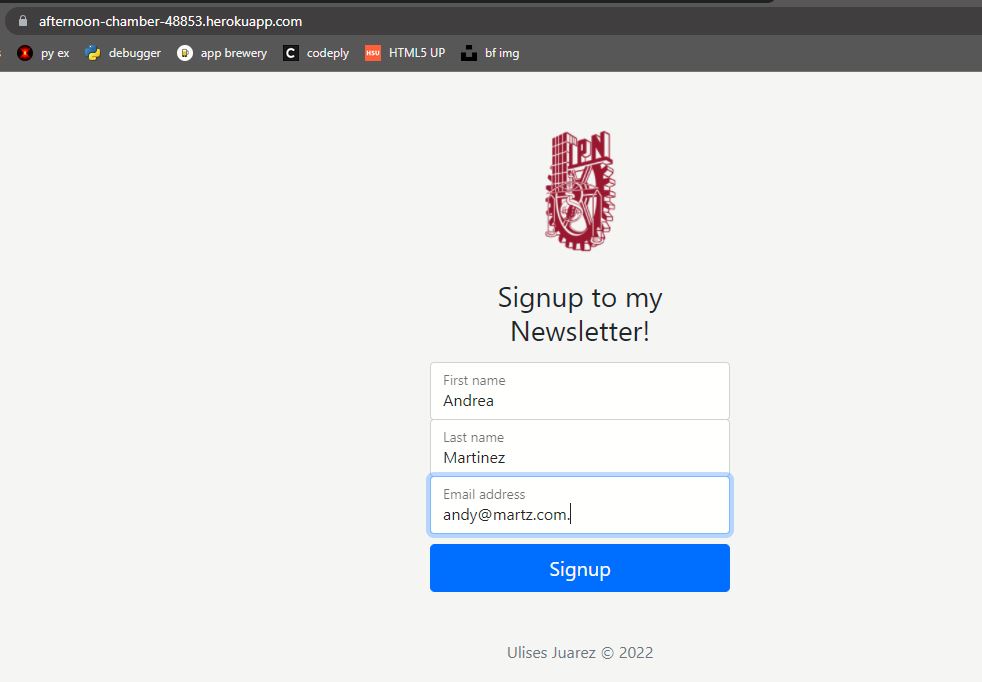 afternoon-chamber-48853.herokuapp.com
py ex debugger app brewery C codeply HSU HTML5 UP bf img
IPN
Signup to my
Newsletter!
First name
Andrea
Last name
Martinez
Email address
andy@martz.com.
Signup
Ulises Juarez © 2022